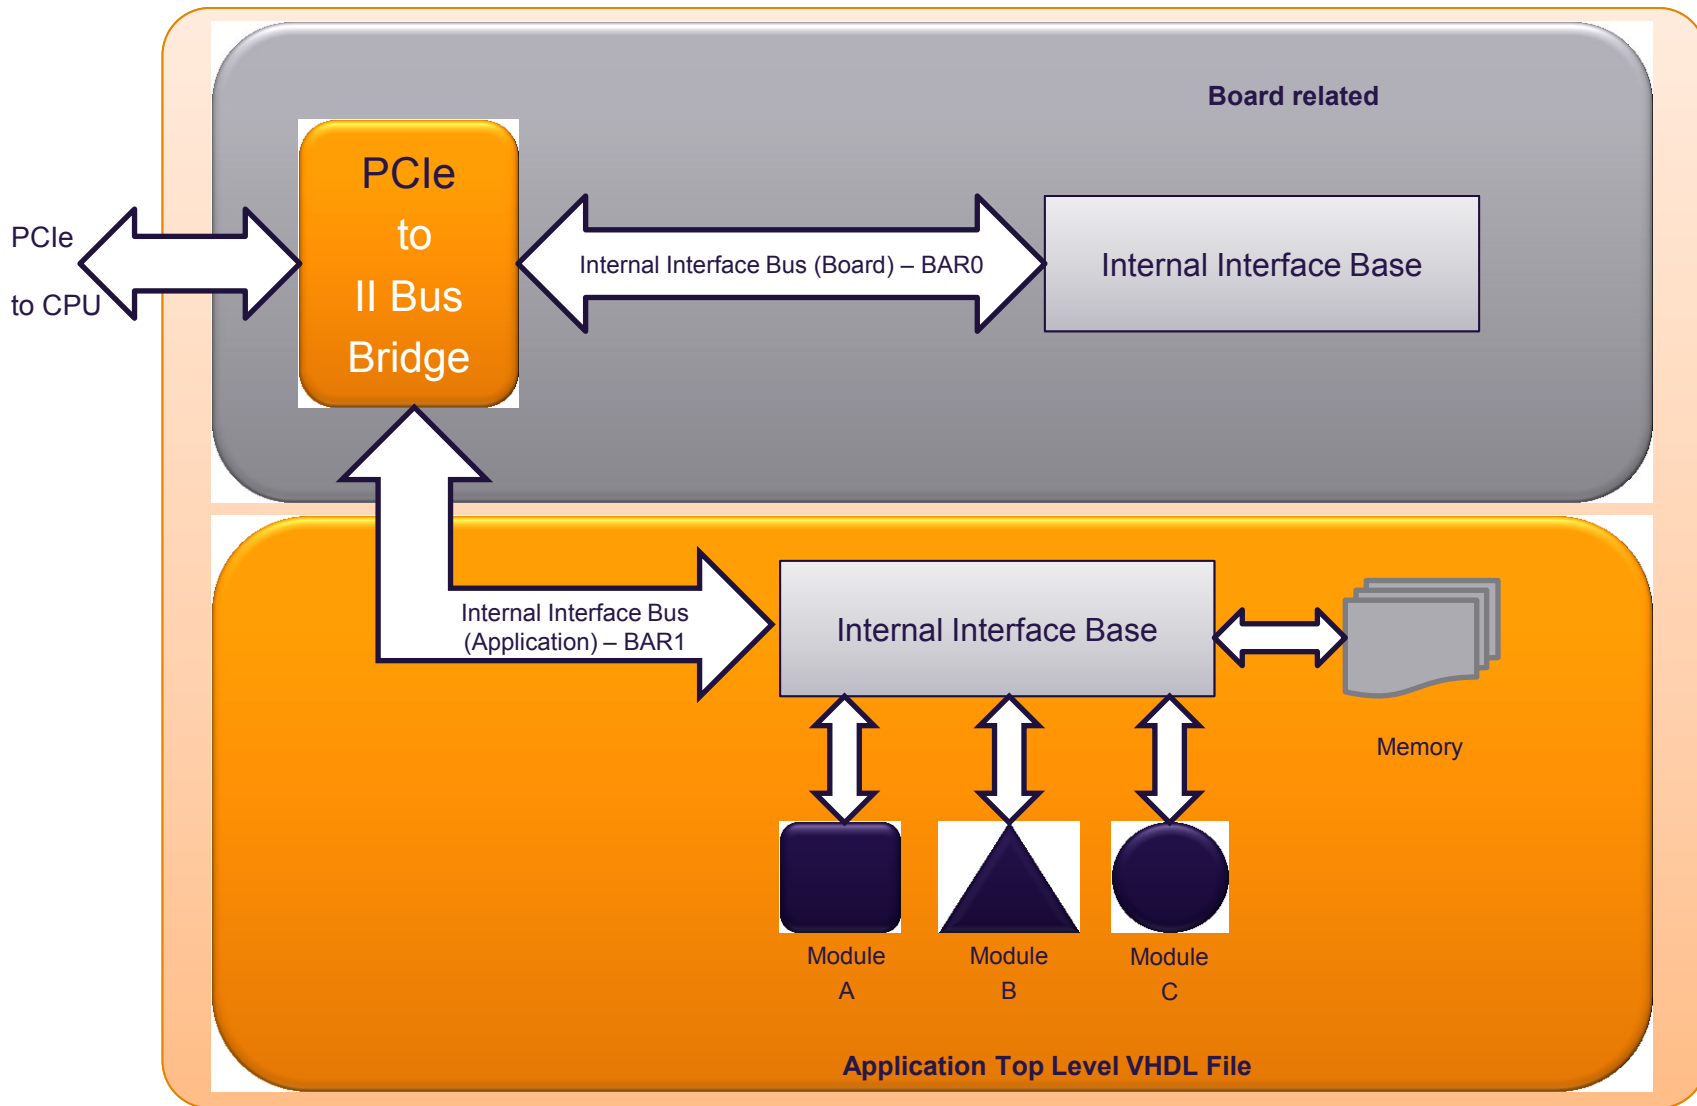 Board related
PCIe
to
II Bus
Bridge
PCIe
to CPU
Internal Interface Bus (Board) – BAR0
Internal Interface Base
Internal Interface Bus
(Application) – BAR1
Internal Interface Base
Memory
Module
A
Module
B
Module
C
Application Top Level VHDL File